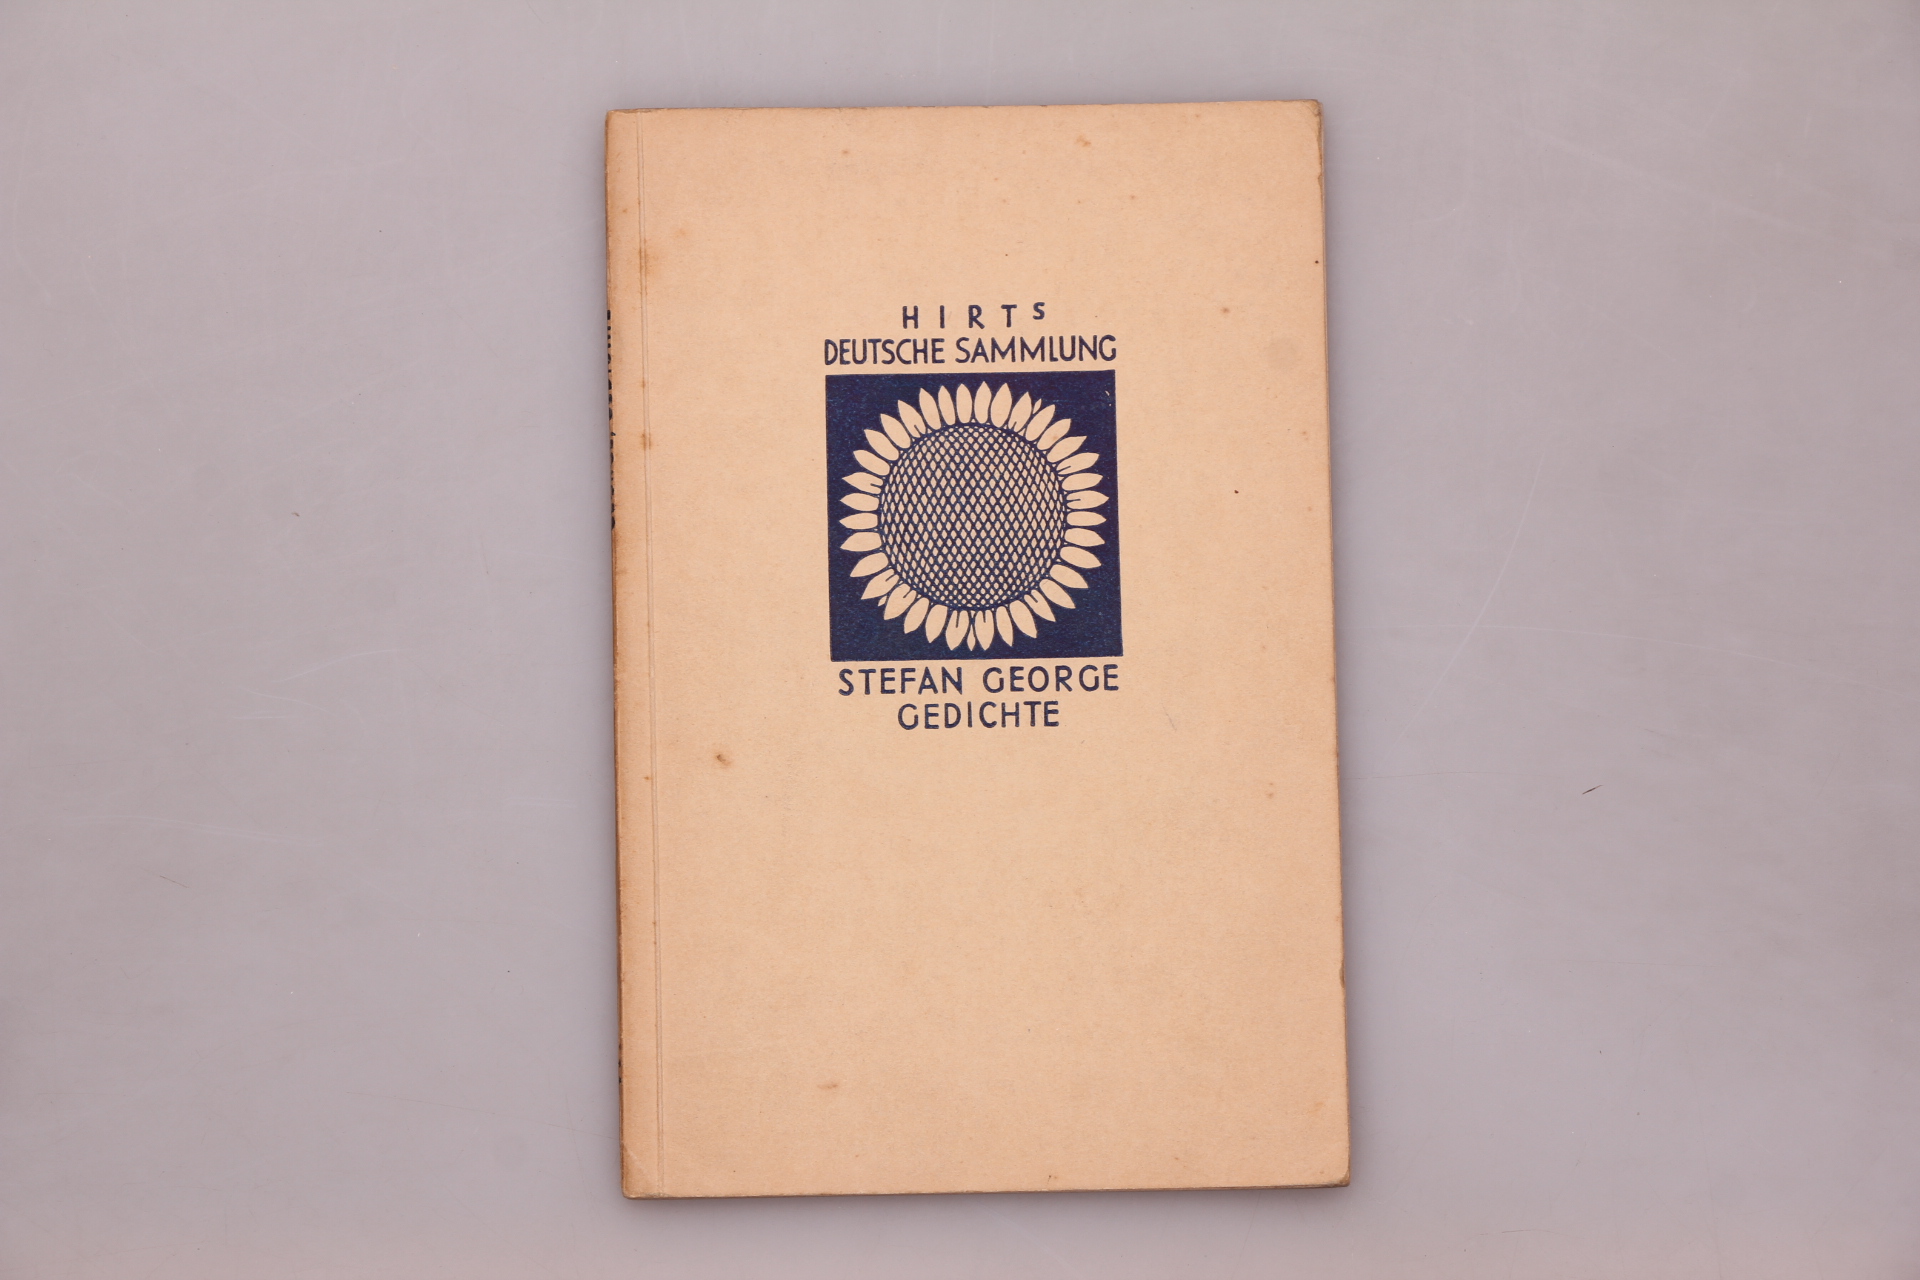 HIRTS
DEUTSCHE SAMMLUNG
STEFAN GEORGE
GEDICHTE